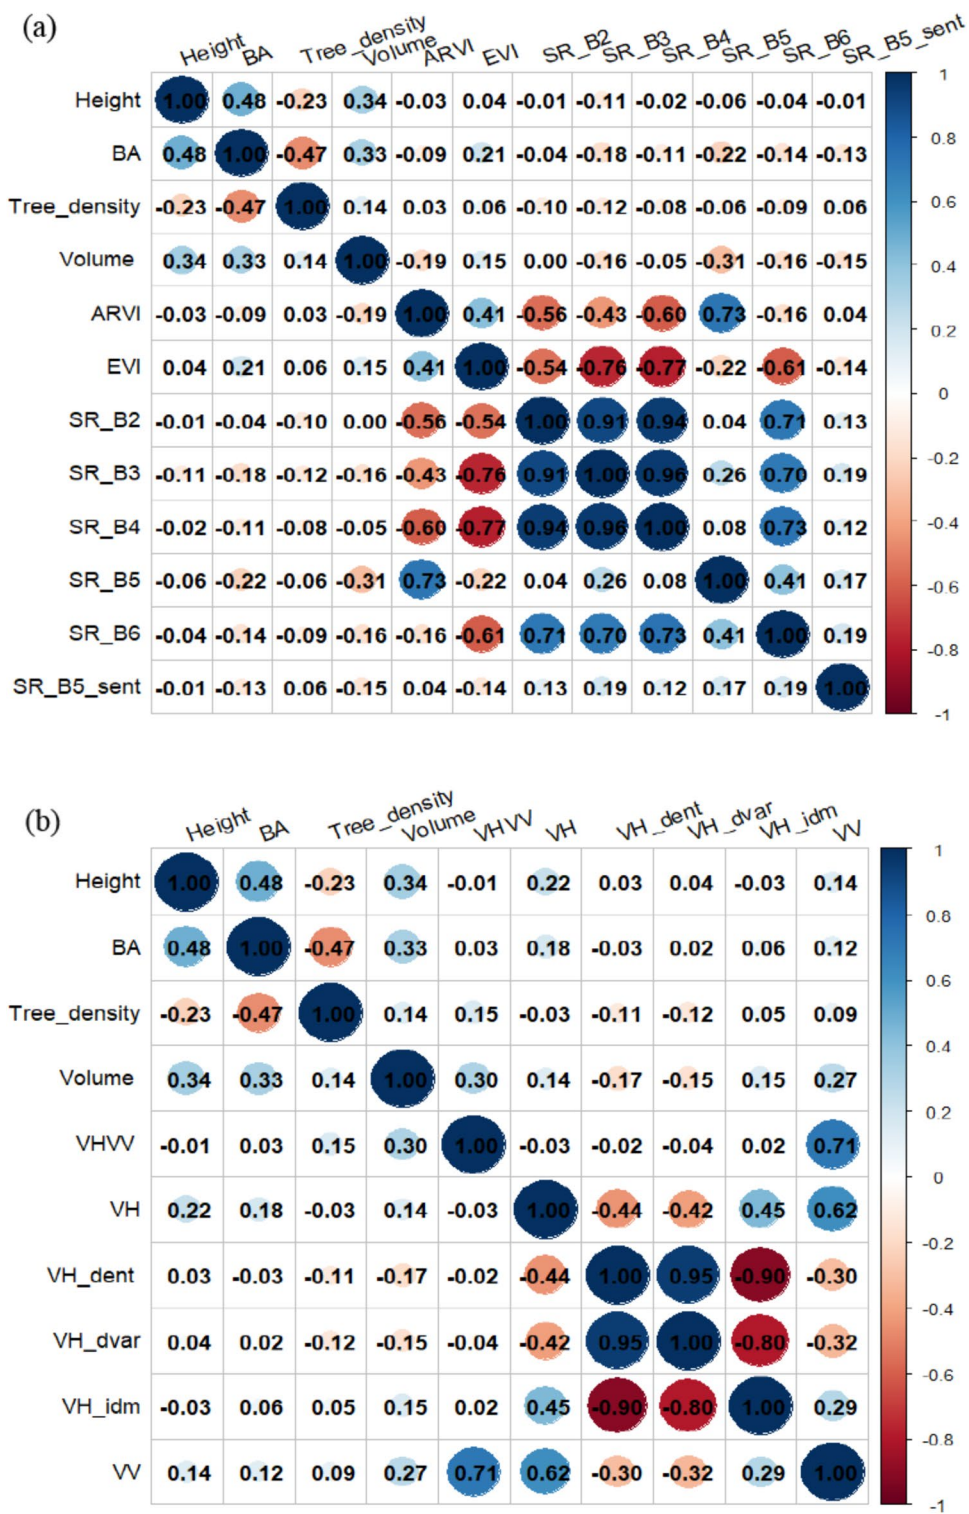 (a)
Height BA Tree_density Volume ARVI EVI SR_B2 SR_B3 SR_B4 SR_B5 SR_B6 SR_B5_sent
Height 1.00 0.48 -0.23 0.34 -0.03 0.04 -0.01 -0.11 -0.02 -0.06 -0.04 -0.01
BA 0.48 1.00 -0.47 0.33 -0.09 0.21 -0.04 -0.18 -0.11 -0.22 -0.14 -0.13
Tree_density -0.23 -0.47 1.00 0.14 0.03 0.06 -0.10 -0.12 -0.08 -0.06 -0.09 0.06
Volume 0.34 0.33 0.14 1.00 -0.19 0.15 0.00 -0.16 -0.05 -0.31 -0.16 -0.15
ARVI -0.03 -0.09 0.03 -0.19 1.00 0.41 -0.56 -0.43 -0.60 0.73 -0.16 0.04
EVI 0.04 0.21 0.06 0.15 0.41 1.00 -0.54 -0.76 -0.77 -0.22 -0.61 -0.14
SR_B2 -0.01 -0.04 -0.10 0.00 -0.56 -0.54 1.00 0.91 0.94 0.04 0.71 0.13
SR_B3 -0.11 -0.18 -0.12 -0.16 -0.43 -0.76 0.91 1.00 0.96 0.26 0.70 0.19
SR_B4 -0.02 -0.11 -0.08 -0.05 -0.60 -0.77 0.94 0.96 1.00 0.08 0.73 0.12
SR_B5 -0.06 -0.22 -0.06 -0.31 0.73 -0.22 0.04 0.26 0.08 1.00 0.41 0.17
SR_B6 -0.04 -0.14 -0.09 -0.16 -0.16 -0.61 0.71 0.70 0.73 0.41 1.00 0.19
SR_B5_sent -0.01 -0.13 0.06 -0.15 0.04 -0.14 0.13 0.19 0.12 0.17 0.19 1.00
1
0.8
0.6
0.4
0.2
0
-0.2
-0.4
-0.6
-0.8
-1
(b)
Height BA Tree_density Volume VHVV VH VH_dent VH_dvar VH_idm VV
Height 1.00 0.48 -0.23 0.34 -0.01 0.22 0.03 0.04 -0.03 0.14
BA 0.48 1.00 -0.47 0.33 0.03 0.18 -0.03 0.02 0.06 0.12
Tree_density -0.23 -0.47 1.00 0.14 0.15 -0.03 -0.11 -0.12 0.05 0.09
Volume 0.34 0.33 0.14 1.00 0.30 0.14 -0.17 -0.15 0.15 0.27
VHVV -0.01 0.03 0.15 0.30 1.00 -0.03 -0.02 -0.04 0.02 0.71
VH 0.22 0.18 -0.03 0.14 -0.03 1.00 -0.44 -0.42 0.45 0.62
VH_dent 0.03 -0.03 -0.11 -0.17 -0.02 -0.44 1.00 0.95 -0.90 -0.30
VH_dvar 0.04 0.02 -0.12 -0.15 -0.04 -0.42 0.95 1.00 -0.80 -0.32
VH_idm -0.03 0.06 0.05 0.15 0.02 0.45 -0.90 -0.80 1.00 0.29
VV 0.14 0.12 0.09 0.27 0.71 0.62 -0.30 -0.32 0.29 1.00
1
0.8
0.6
0.4
0.2
0
-0.2
-0.4
-0.6
-0.8
-1